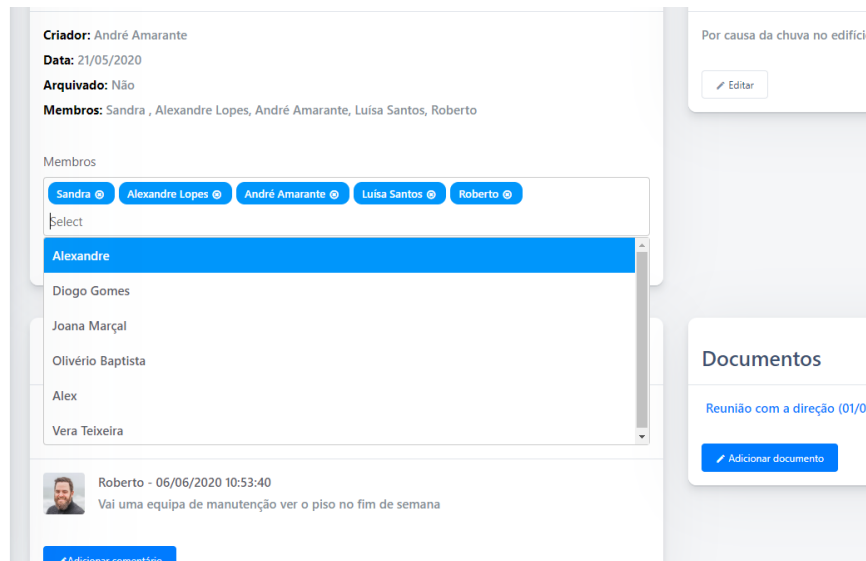 Criador: André Amarante
Data: 21/05/2020
Arquivado: Não
Membros: Sandra , Alexandre Lopes, André Amarante, Luísa Santos, Roberto
Membros
Sandra Alexandre Lopes André Amarante Luísa Santos Roberto
Select
Alexandre
Diogo Gomes
Joana Marçal
Olivério Baptista
Alex
Vera Teixeira
Roberto - 06/06/2020 10:53:40
Vai uma equipa de manutenção ver o piso no fim de semana
Adicionar comentário
Por causa da chuva no edifíci
Editar
Documentos
Reunião com a direção (01/0
Adicionar documento